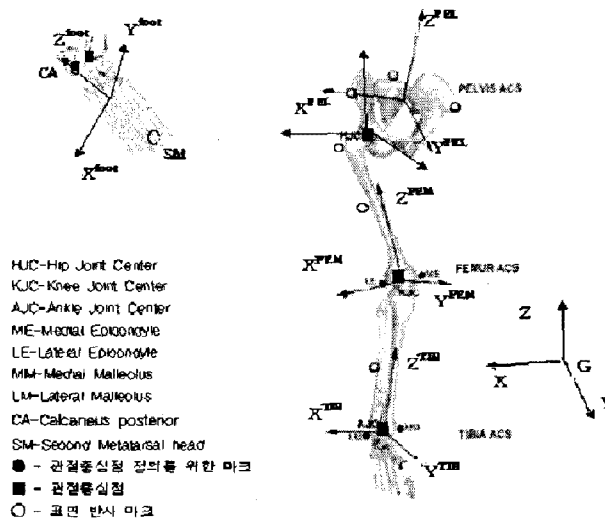 Y foot
Z foot
CA
X foot
SM
Z PEL
PELVIS ACS
X PEL
HJC
Y PEL
Z FEM
X FEM
FEMUR ACS
Y FEM
Z TIB
X TIB
TIBIA ACS
Y TIB
Z
X
G
Y
HJC-Hip Joint Center
KJC-Knee Joint Center
AJC-Ankle Joint Center
ME-Medial Epicondyle
LE-Lateral Epicondyle
MM-Medial Malleolus
LM-Lateral Malleolus
CA-Calcaneus posterior
SM-Second Metatarsal head
● - 관절중심점 정의를 위한 마크
■ - 관절중심점
○ - 표면 반사 마크